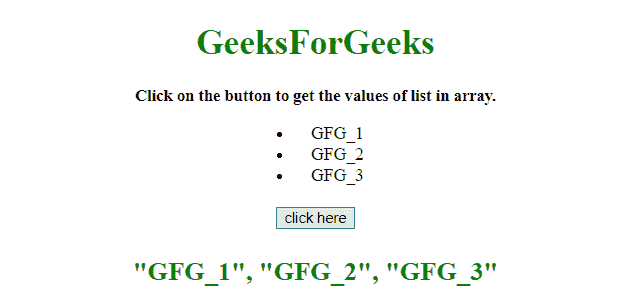 GeeksForGeeks
Click on the button to get the values of list in array.
GFG_1
GFG_2
GFG_3
click here
"GFG_1", "GFG_2", "GFG_3"